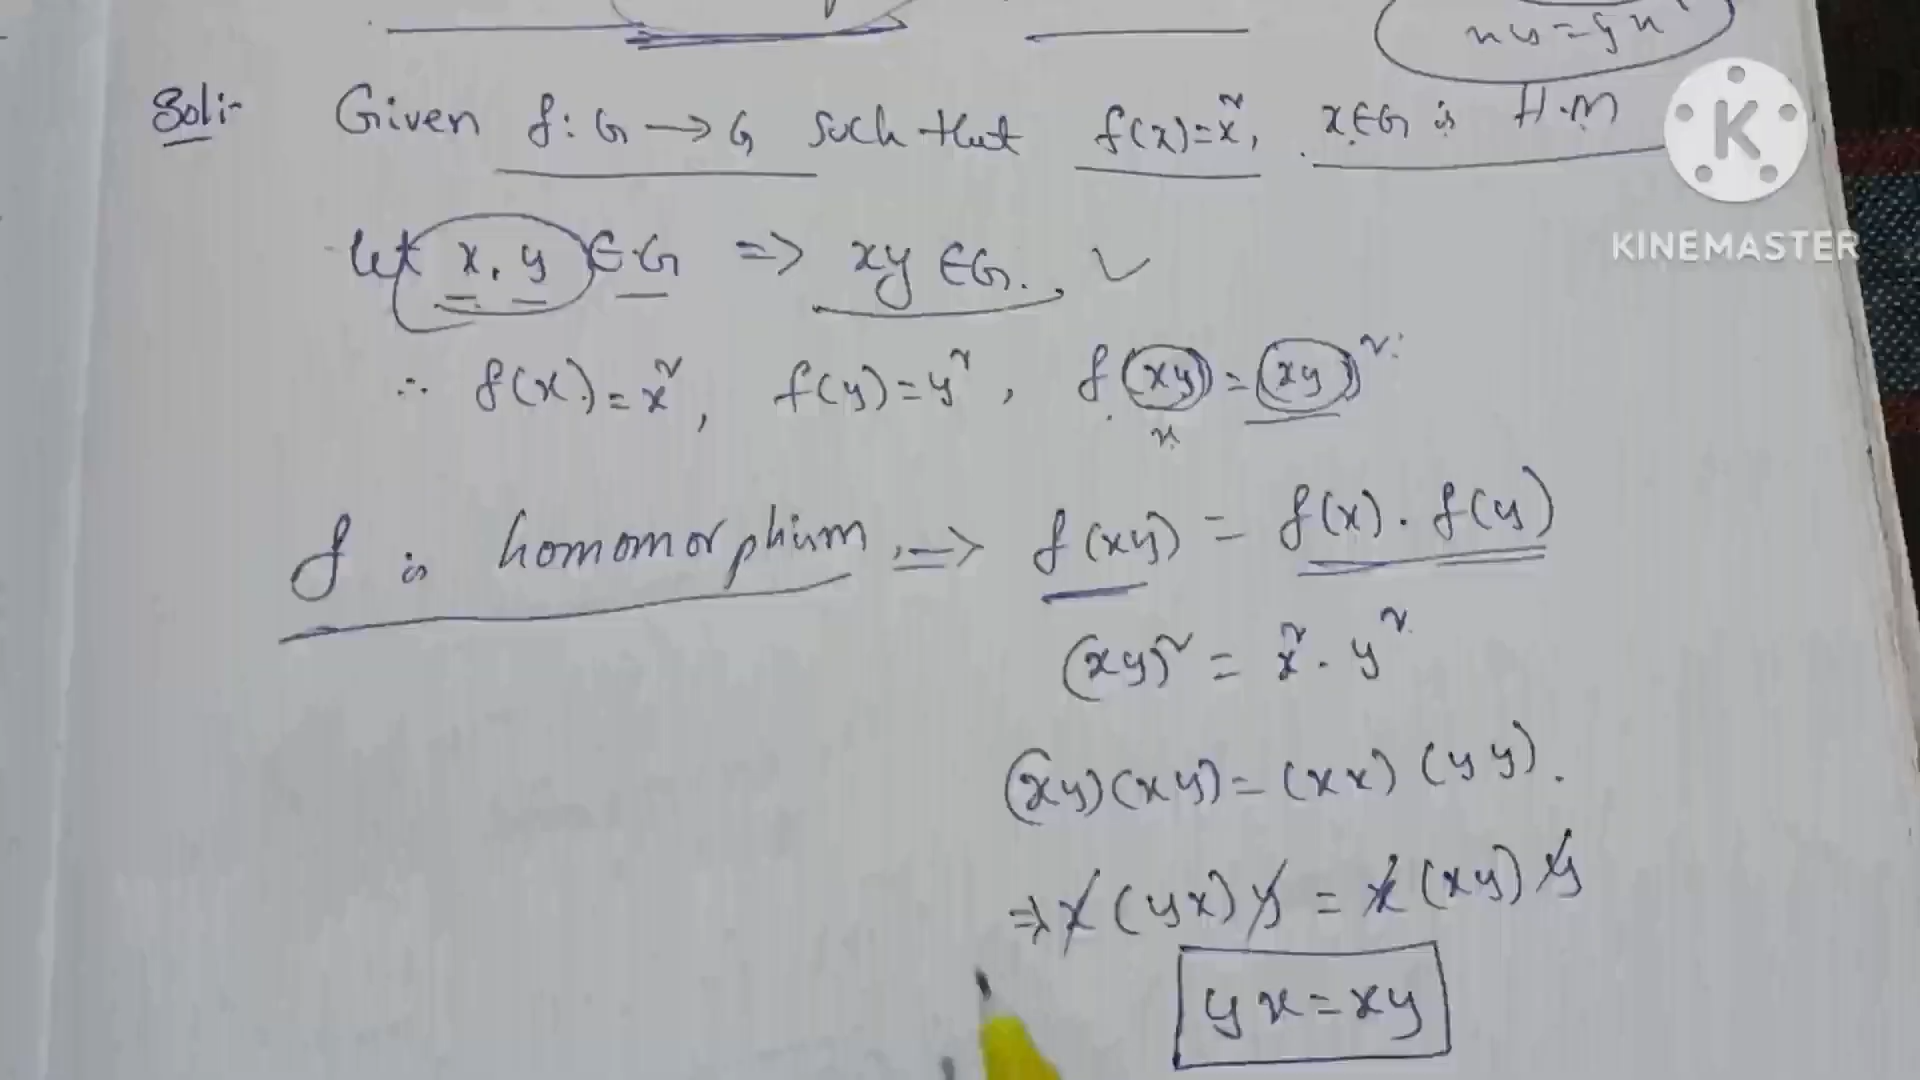 xy=yx
Sol:- Given f: G → G such that f(x)=x², x∈G is H.M
K
KINEMASTER
let x, y ∈ G => xy ∈ G.
∴ f(x)=x², f(y)=y², f(xy)=(xy)²
x
f is homomorphism => f(xy) = f(x). f(y)
(xy)² = x². y²
(xy)(xy)=(xx)(yy).
⇒ x(yx)y = x(xy)y
yx=xy